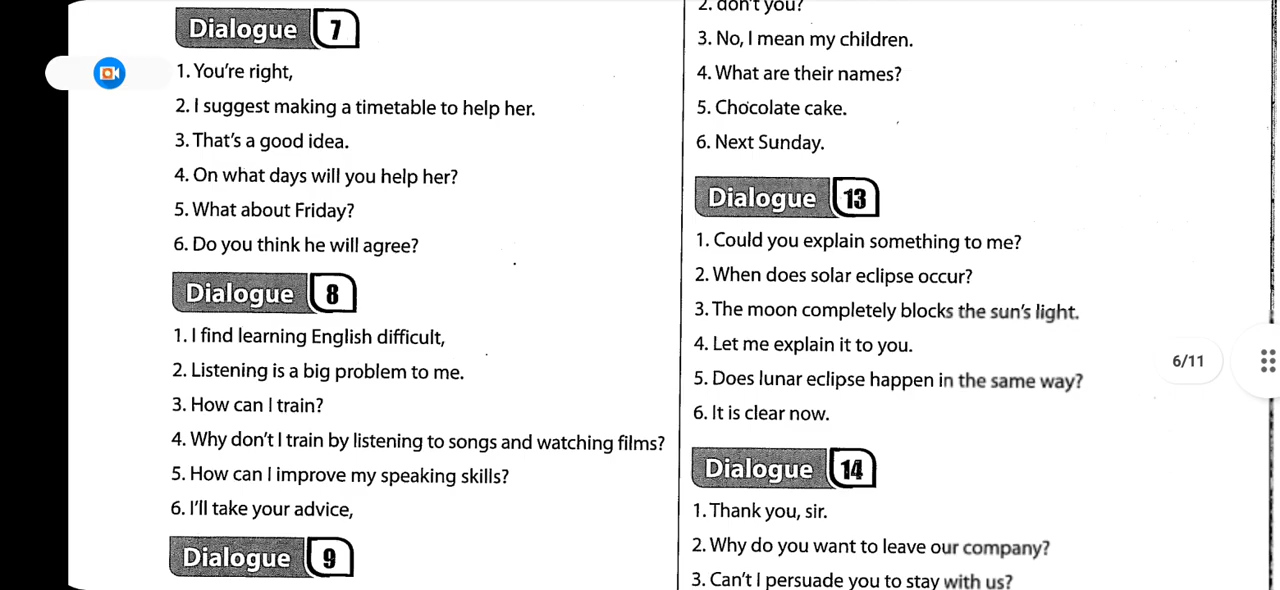 Dialogue 7
1. You're right,
2. I suggest making a timetable to help her.
3. That's a good idea.
4. On what days will you help her?
5. What about Friday?
6. Do you think he will agree?
Dialogue 8
1. I find learning English difficult,
2. Listening is a big problem to me.
3. How can I train?
4. Why don't I train by listening to songs and watching films?
5. How can I improve my speaking skills?
6. I'll take your advice,
Dialogue 9
2. don't you?
3. No, I mean my children.
4. What are their names?
5. Chocolate cake.
6. Next Sunday.
Dialogue 13
1. Could you explain something to me?
2. When does solar eclipse occur?
3. The moon completely blocks the sun's light.
4. Let me explain it to you.
5. Does lunar eclipse happen in the same way?
6. It is clear now.
Dialogue 14
1. Thank you, sir.
2. Why do you want to leave our company?
3. Can't I persuade you to stay with us?
6/11